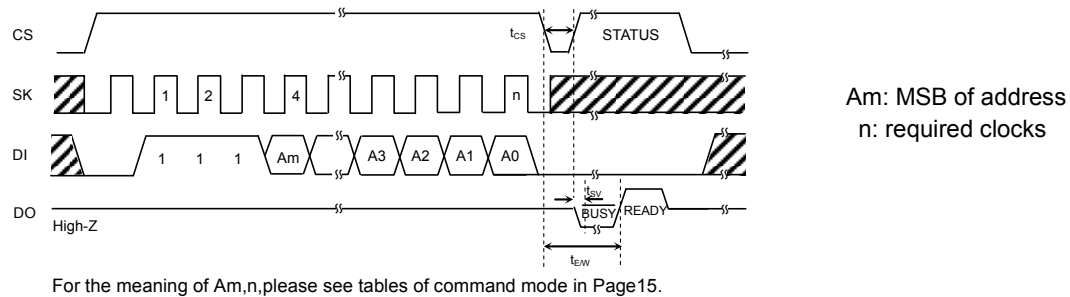 CS tCS STATUS
SK 1 2 4 n
DI 1 1 1 Am A3 A2 A1 A0
tSV
DO High-Z BUSY READY
tE/W
Am: MSB of address
n: required clocks
For the meaning of Am,n,please see tables of command mode in Page15.